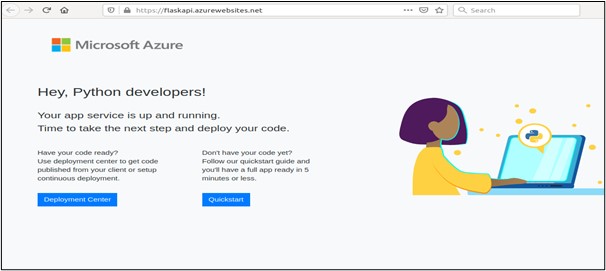 https://flaskapi.azurewebsites.net
Search
Microsoft Azure
Hey, Python developers!
Your app service is up and running.
Time to take the next step and deploy your code.
Have your code ready?
Use deployment center to get code
published from your client or setup
continuous deployment.
Deployment Center
Don't have your code yet?
Follow our quickstart guide and
you'll have a full app ready in 5
minutes or less.
Quickstart